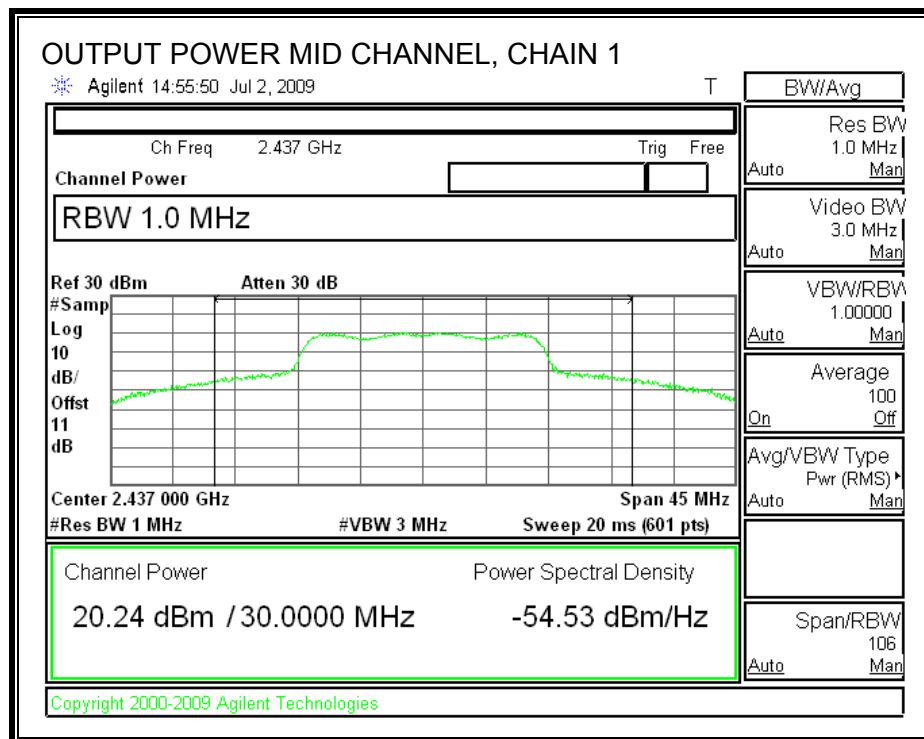 OUTPUT POWER MID CHANNEL, CHAIN 1
Agilent 14:55:50 Jul 2, 2009 T
Ch Freq 2.437 GHz Trig Free
Channel Power
RBW 1.0 MHz
Ref 30 dBm Atten 30 dB
#Samp
Log
10
dB/
Offst
11
dB
Center 2.437 000 GHz Span 45 MHz
#Res BW 1 MHz #VBW 3 MHz Sweep 20 ms (601 pts)
Channel Power Power Spectral Density
20.24 dBm / 30.0000 MHz -54.53 dBm/Hz
Copyright 2000-2009 Agilent Technologies
BW/Avg
Res BW
1.0 MHz
Auto Man
Video BW
3.0 MHz
Auto Man
VBW/RBW
1.00000
Auto Man
Average
100
On Off
Avg/VBW Type
Pwr (RMS)
Auto Man
Span/RBW
106
Auto Man